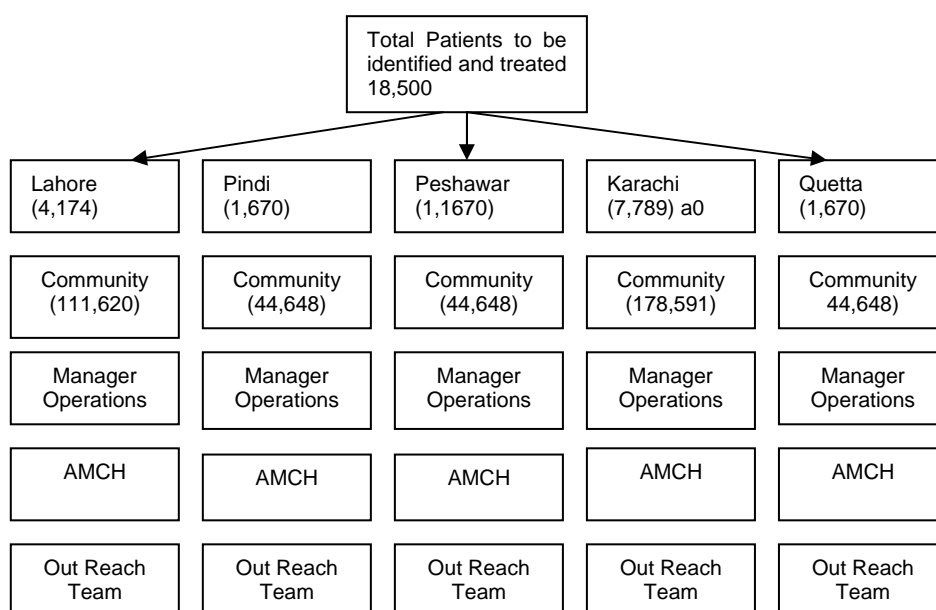 Total Patients to be
identified and treated
18,500
Lahore
(4,174)
Pindi
(1,670)
Peshawar
(1,1670)
Karachi
(7,789) a0
Quetta
(1,670)
Community
(111,620)
Community
(44,648)
Community
(44,648)
Community
(178,591)
Community
44,648)
Manager
Operations
Manager
Operations
Manager
Operations
Manager
Operations
Manager
Operations
AMCH
AMCH
AMCH
AMCH
AMCH
Out Reach
Team
Out Reach
Team
Out Reach
Team
Out Reach
Team
Out Reach
Team